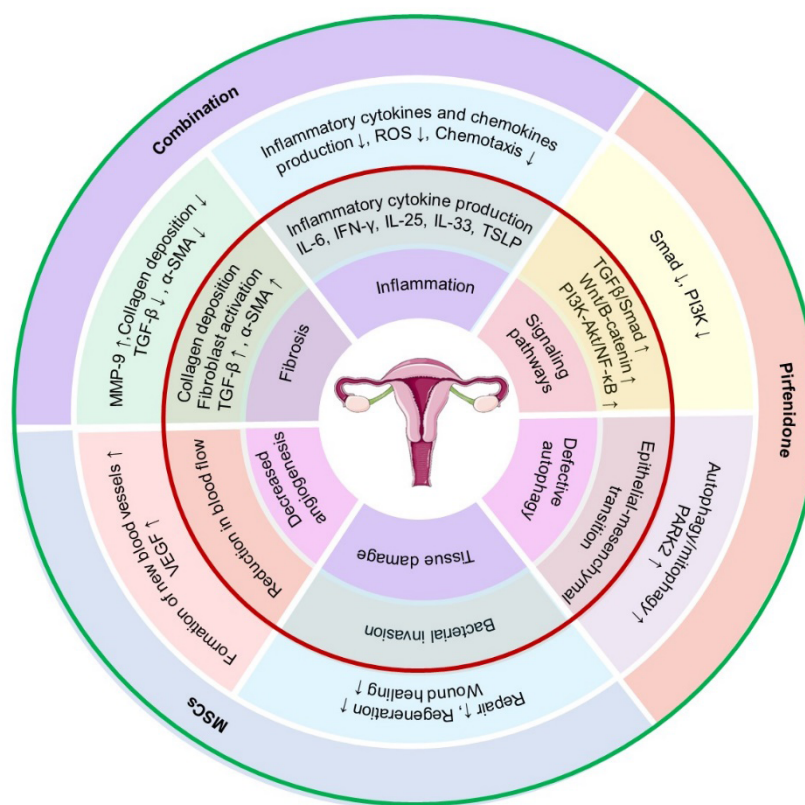 Combination
Inflammatory cytokines and chemokines
production ↓, ROS ↓, Chemotaxis ↓
Inflammatory cytokine production
IL-6, IFN-γ, IL-25, IL-33, TSLP
Inflammation
Pirfenidone
Smad ↓, PI3K ↓
TGFβ/Smad ↑
Wnt/B-catenin ↑
PI3K-Akt/NF-κB ↑
Signaling
pathways
Autophagy/mitophagy ↑
PARK2 ↑
Epithelial-mesenchymal
transition
Defective
autophagy
Tissue damage
Bacterial invasion
Repair ↑, Regeneration ↑
Wound healing ↑
MSCs
Formation of new blood vessels ↑
VEGF ↑
Reduction in blood flow
Decreased
angiogenesis
MMP-9 ↑,Collagen deposition ↓
TGF-β ↓, α-SMA ↓
Collagen deposition
Fibroblast activation
TGF-β ↑, α-SMA ↑
Fibrosis